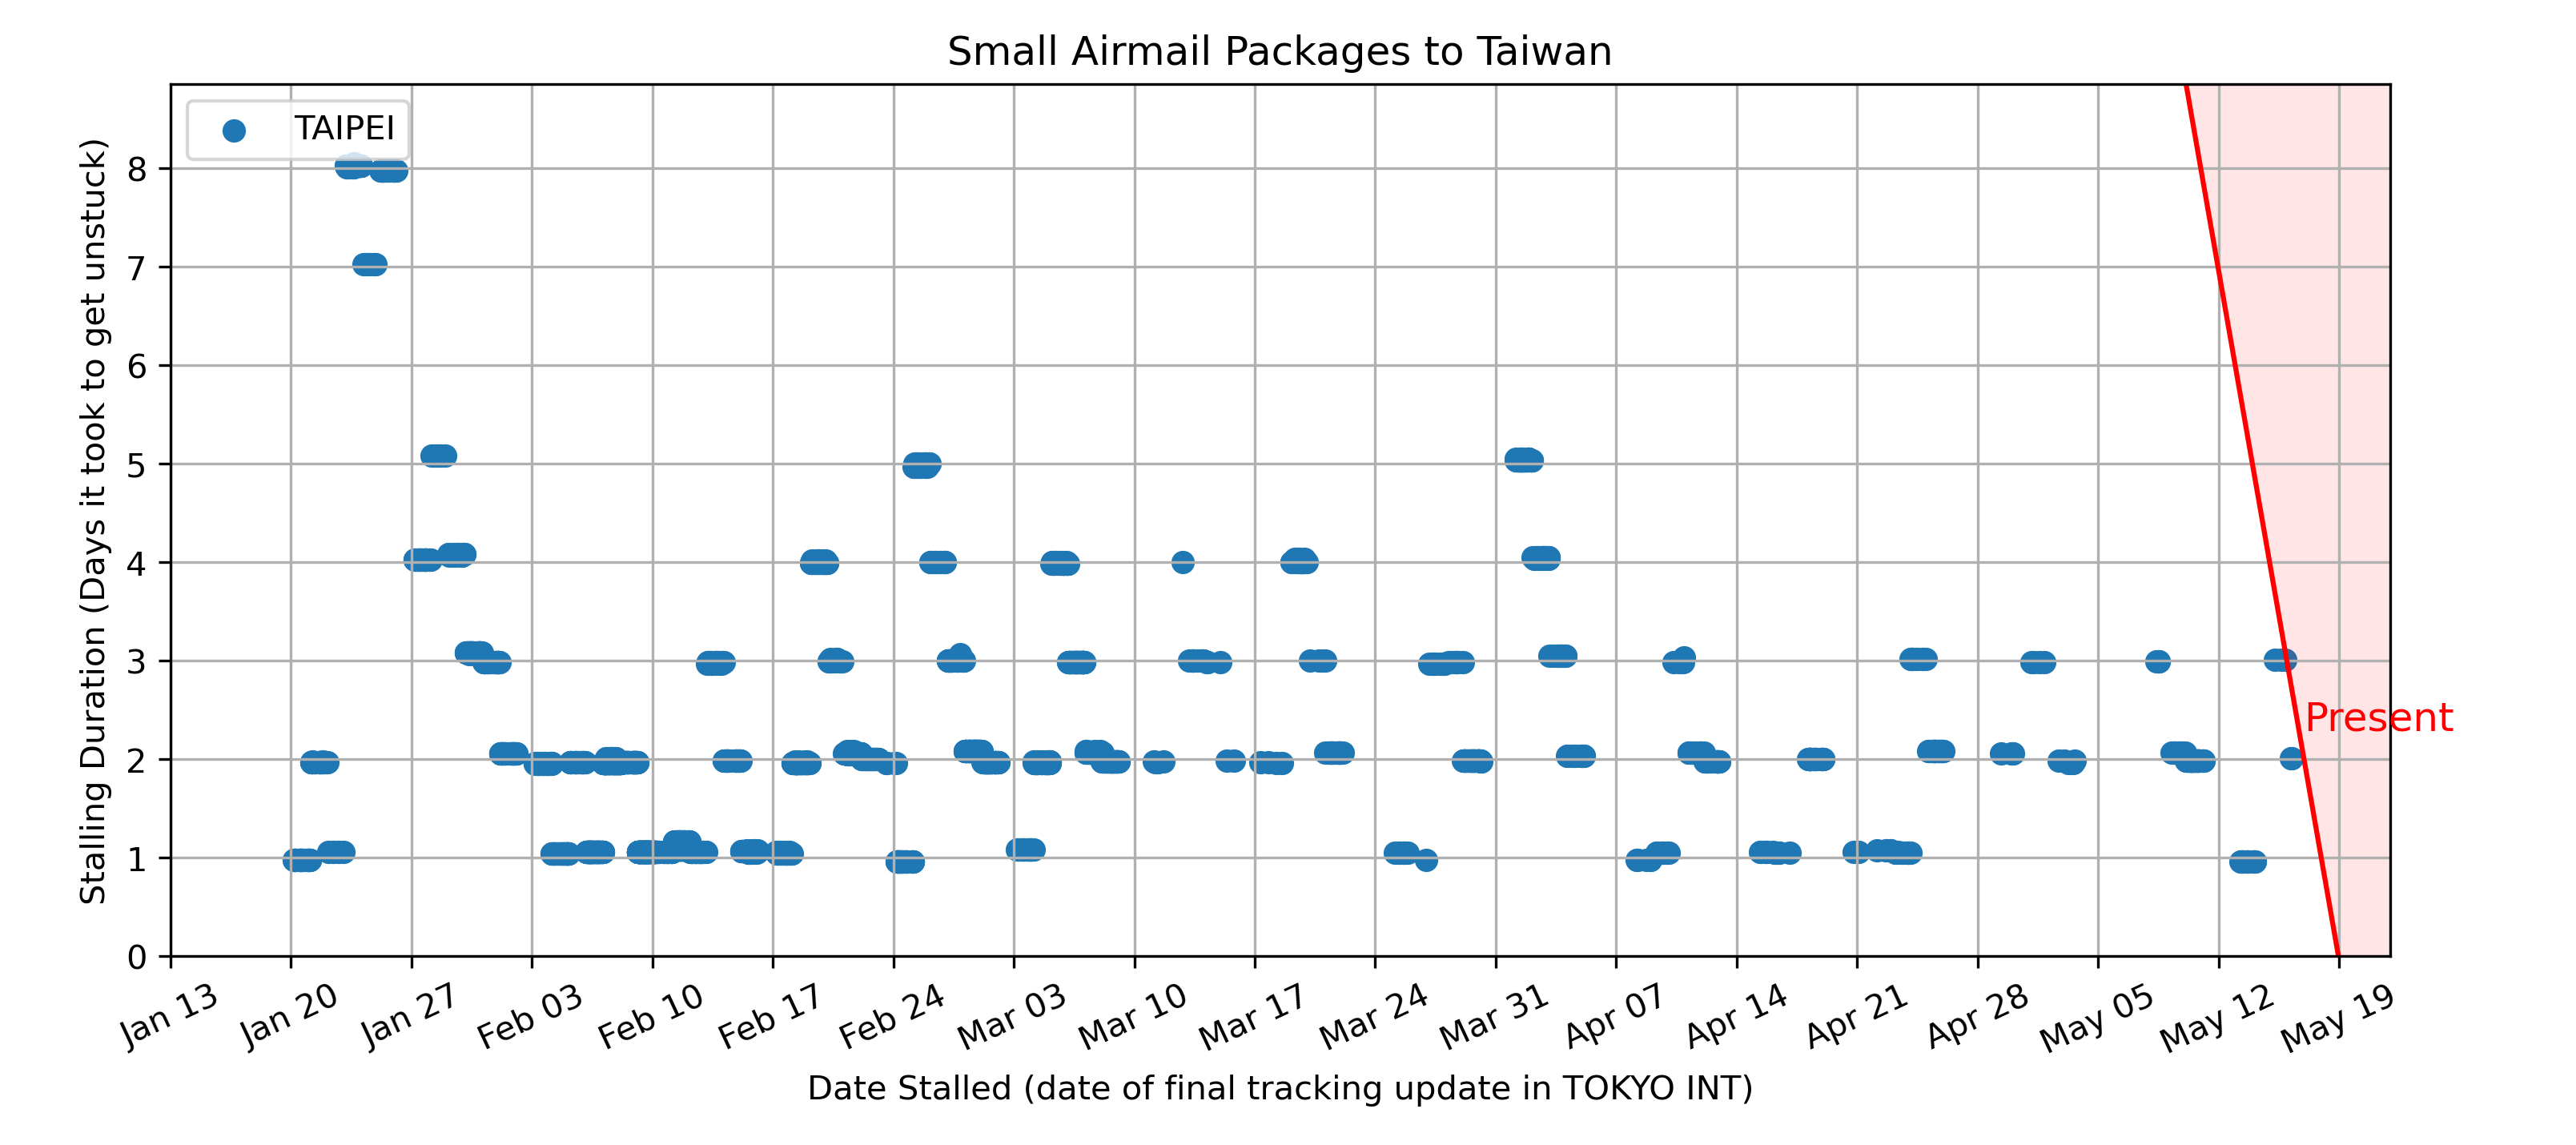 Small Airmail Packages to Taiwan
TAIPEI
Stalling Duration (Days it took to get unstuck)
8
7
6
5
4
3
2
1
0
Present
Jan 13 Jan 20 Jan 27 Feb 03 Feb 10 Feb 17 Feb 24 Mar 03 Mar 10 Mar 17 Mar 24 Mar 31 Apr 07 Apr 14 Apr 21 Apr 28 May 05 May 12 May 19
Date Stalled (date of final tracking update in TOKYO INT)